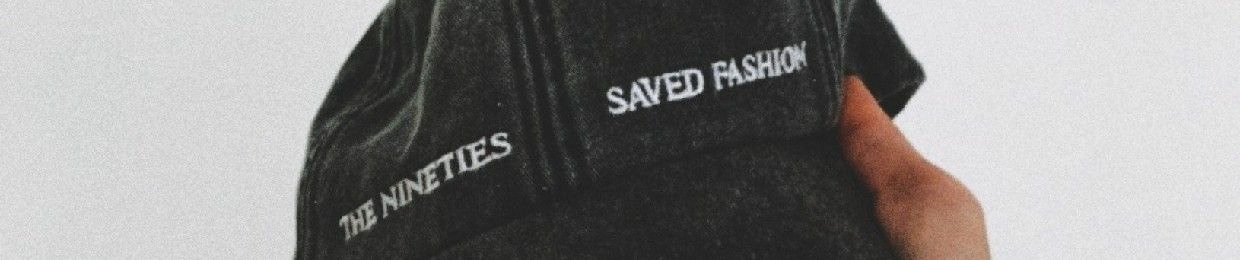 THE NINETIES
SAVED FASHION